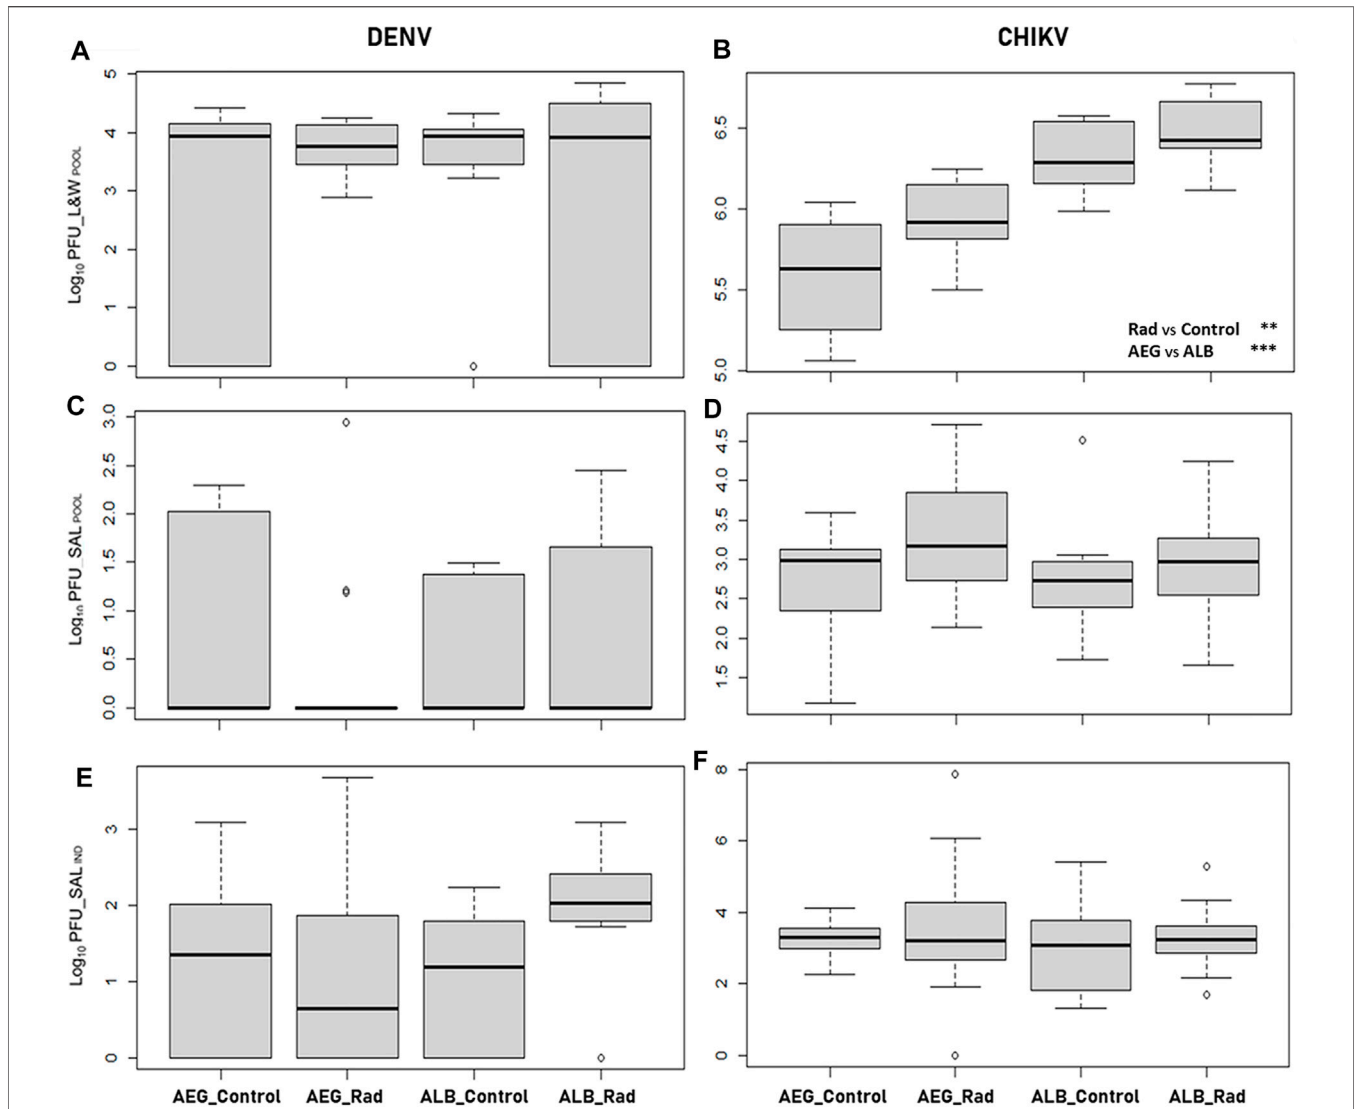 DENV
CHIKV
A
Log10 PFU_L&W POOL
5
4
3
2
1
0
B
6.5
6.0
5.5
5.0
Rad vs Control **
AEG vs ALB ***
C
Log10 PFU_SAL POOL
3.0
2.5
2.0
1.5
1.0
0.5
0.0
D
4.5
4.0
3.5
3.0
2.5
2.0
1.5
E
Log10 PFU_SAL IND
3
2
1
0
AEG_Control AEG_Rad ALB_Control ALB_Rad
F
8
6
4
2
0
AEG_Control AEG_Rad ALB_Control ALB_Rad